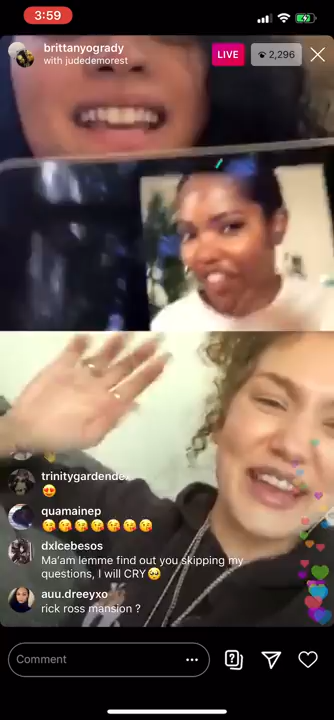 3:59
brittanyogrady
LIVE
2,296
with judedemorest
trinitygardendez
😍
quamainep
😘😘😘😘😘😘😘
dxlcebesos
Ma'am lemme find out you skipping my
questions, I will CRY🥺
auu.dreeyxo
rick ross mansion ?
Comment